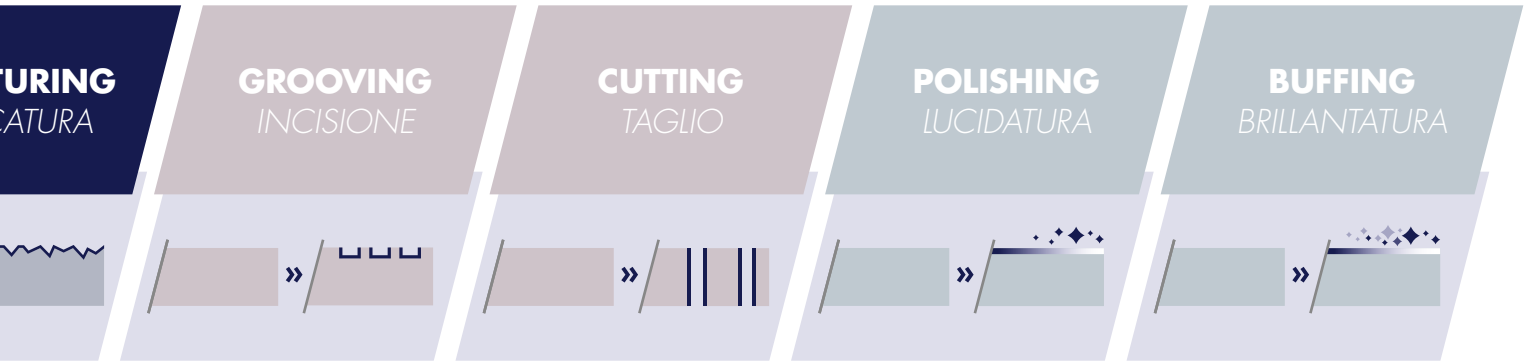 TURING
CATURA
GROOVING
INCISIONE
CUTTING
TAGLIO
POLISHING
LUCIDATURA
BUFFING
BRILLANTATURA